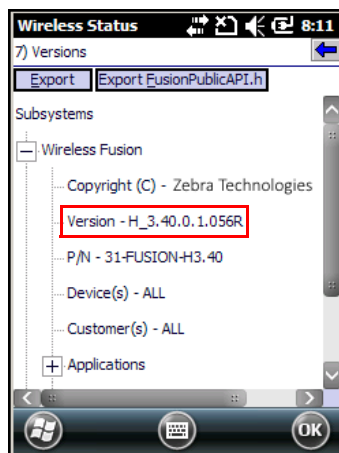 Wireless Status 8:11
7) Versions
Export Export FusionPublicAPI.h
Subsystems
Wireless Fusion
Copyright (C) - Zebra Technologies
Version - H_3.40.0.1.056R
P/N - 31-FUSION-H3.40
Device(s) - ALL
Customer(s) - ALL
Applications
OK